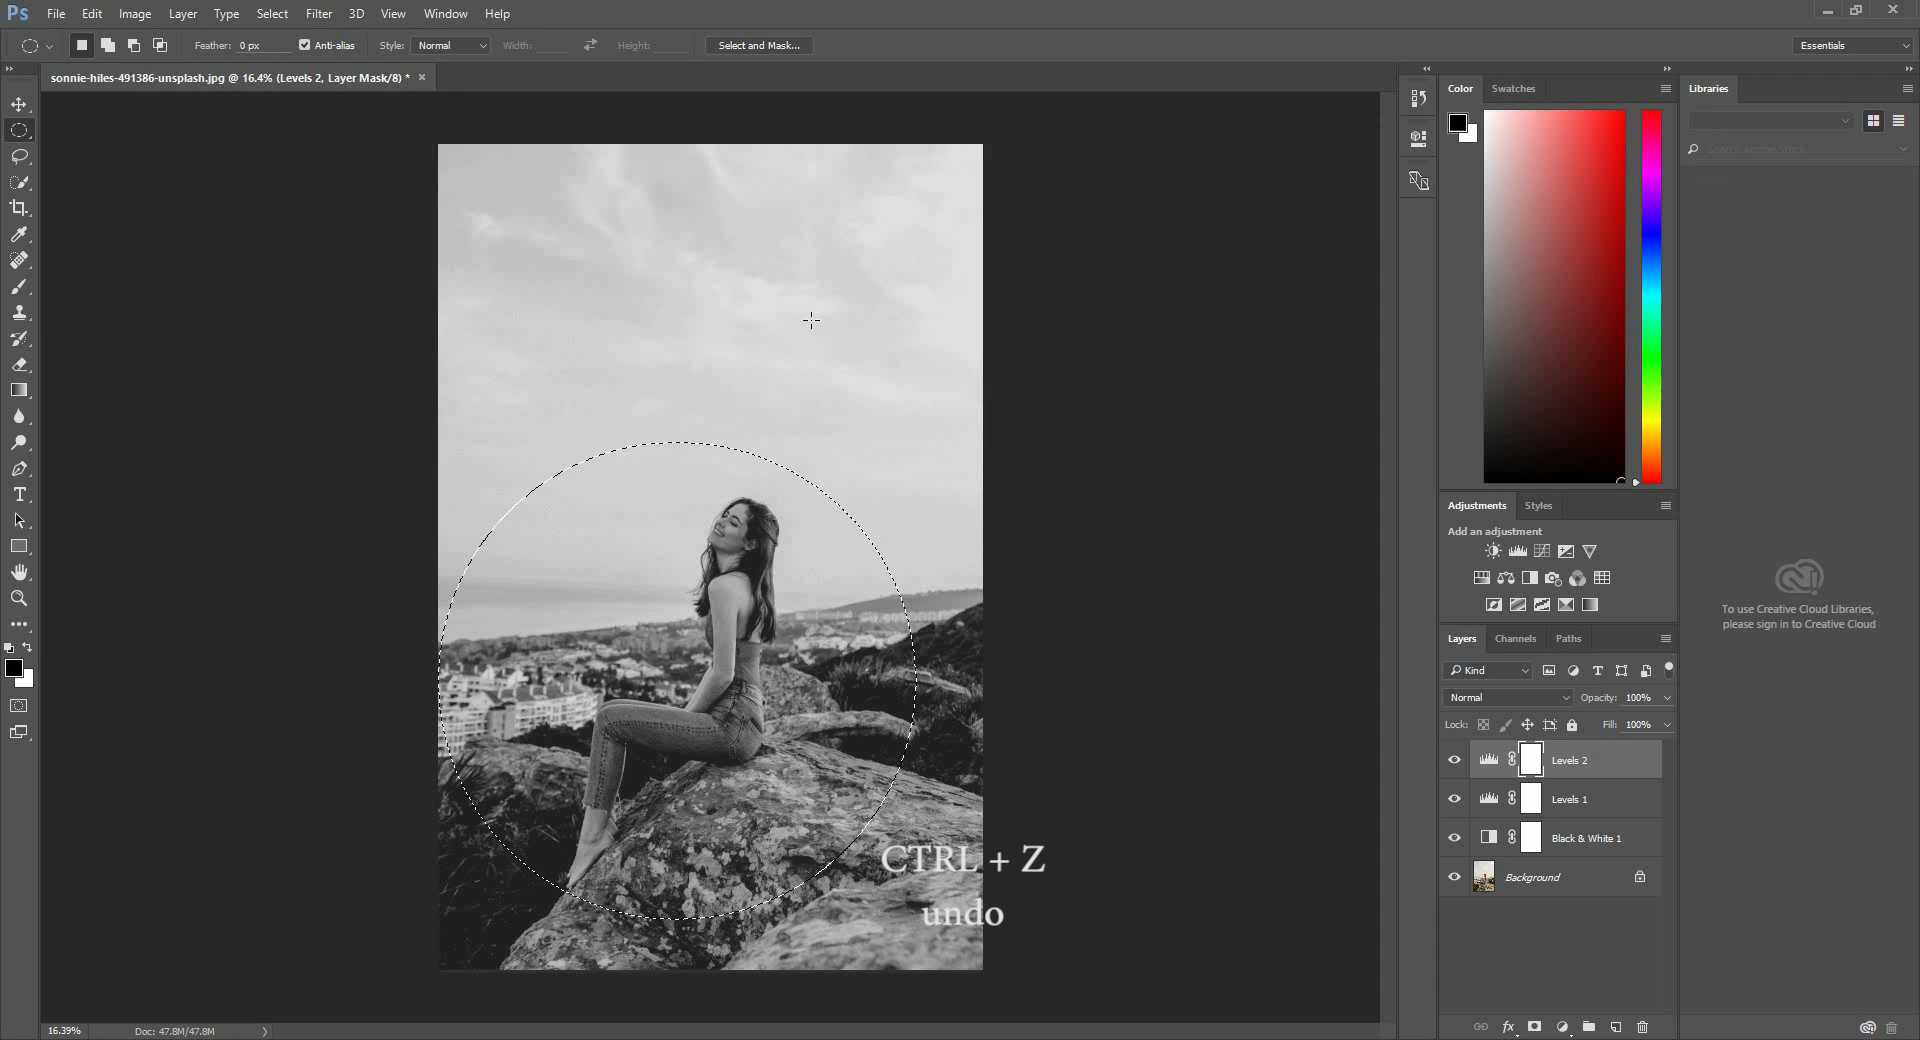 Ps File Edit Image Layer Type Select Filter 3D View Window Help
Feather: 0 px Anti-alias Style: Normal Width: Height: Select and Mask... Essentials
sonnie-hiles-491386-unsplash.jpg @ 16.4% (Levels 2, Layer Mask/8) * ×
Color Swatches
Libraries
Search Adobe Stock...
Adjustments Styles
Add an adjustment
To use Creative Cloud Libraries,
please sign in to Creative Cloud
Layers Channels Paths
Kind
Normal Opacity: 100%
Lock: Fill: 100%
Levels 2
Levels 1
Black & White 1
Background
CTRL + Z
undo
16.39% Doc: 47.8M/47.8M